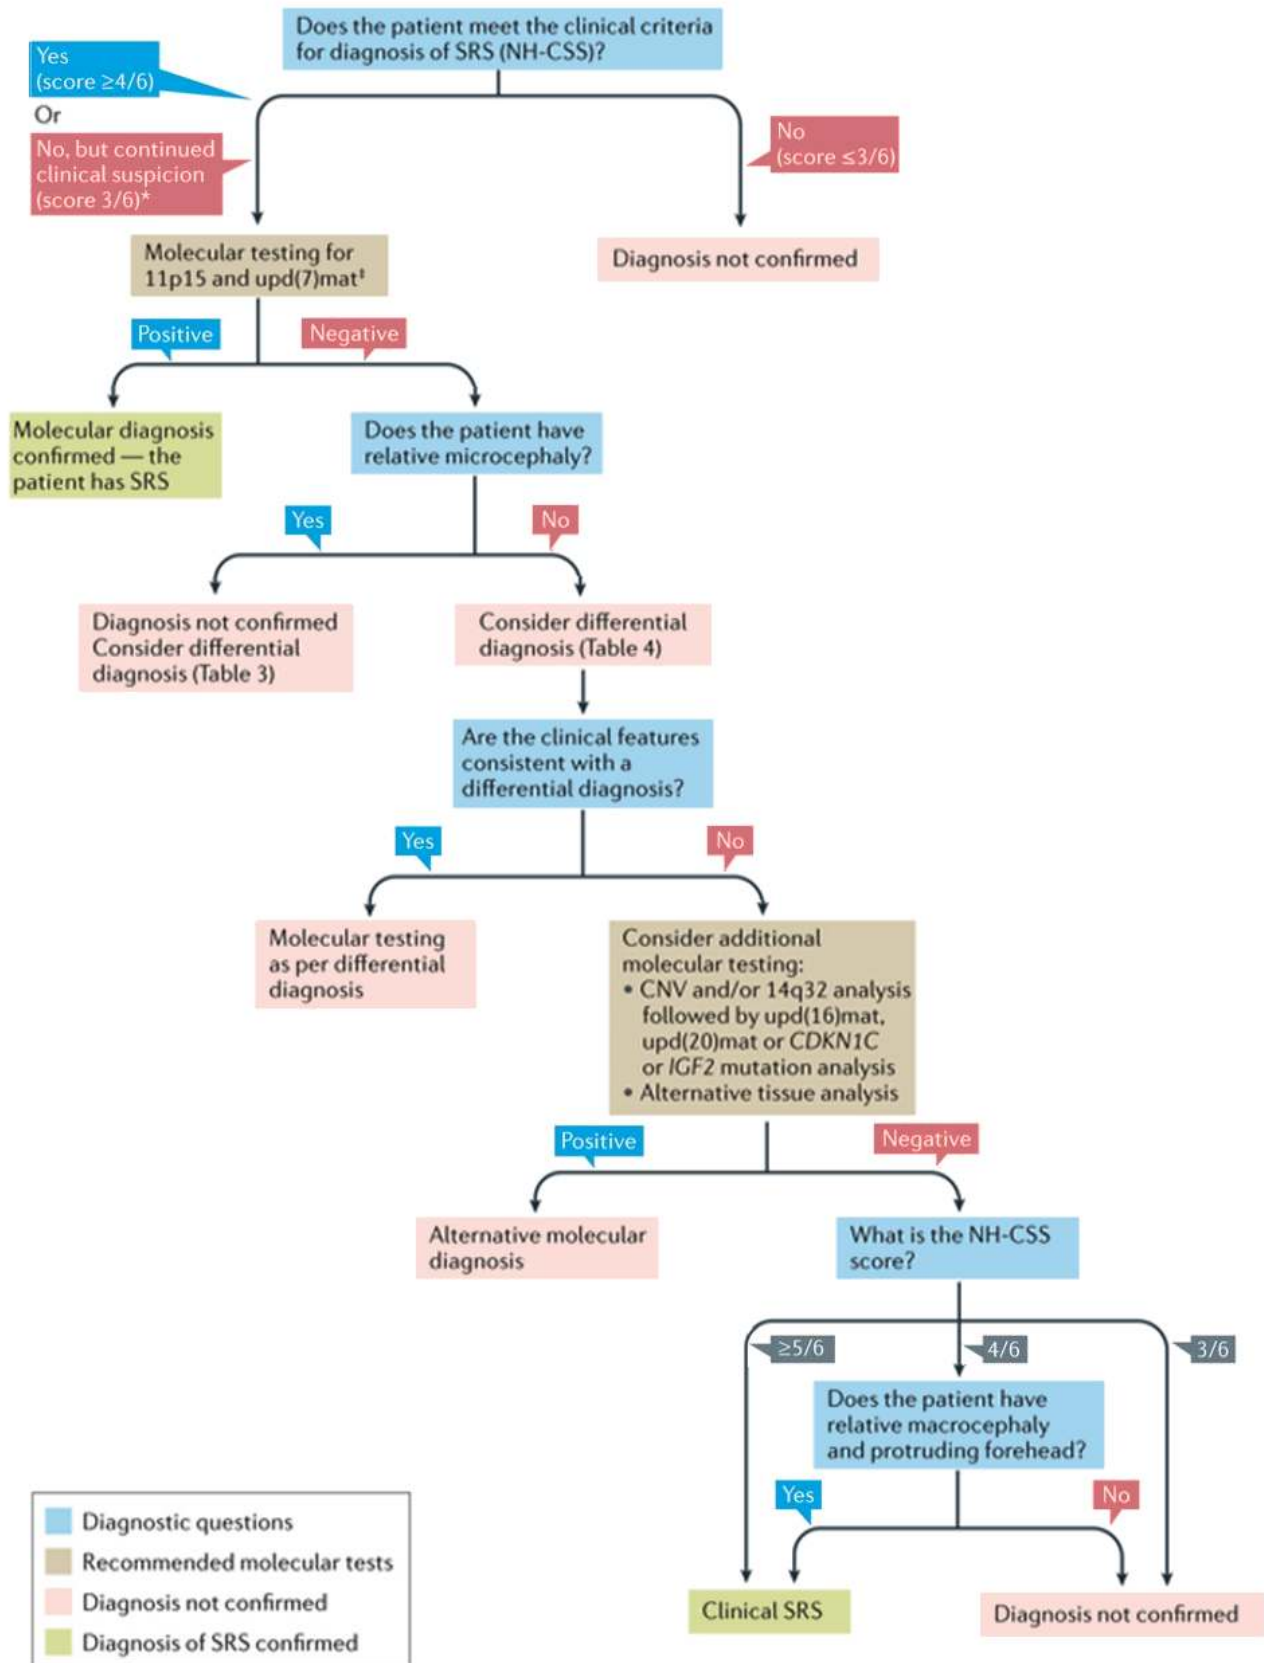 Does the patient meet the clinical criteria
for diagnosis of SRS (NH-CSS)?
Yes
(score ≥4/6)
Or
No, but continued
clinical suspicion
(score 3/6)*
No
(score ≤3/6)
Molecular testing for
11p15 and upd(7)mat‡
Diagnosis not confirmed
Positive
Negative
Molecular diagnosis
confirmed — the
patient has SRS
Does the patient have
relative microcephaly?
Yes
No
Diagnosis not confirmed
Consider differential
diagnosis (Table 3)
Consider differential
diagnosis (Table 4)
Are the clinical features
consistent with a
differential diagnosis?
Yes
No
Molecular testing
as per differential
diagnosis
Consider additional
molecular testing:
• CNV and/or 14q32 analysis
followed by upd(16)mat,
upd(20)mat or CDKN1C
or IGF2 mutation analysis
• Alternative tissue analysis
Positive
Negative
Alternative molecular
diagnosis
What is the NH-CSS
score?
≥5/6
4/6
3/6
Does the patient have
relative macrocephaly
and protruding forehead?
Yes
No
Clinical SRS
Diagnosis not confirmed
Diagnostic questions
Recommended molecular tests
Diagnosis not confirmed
Diagnosis of SRS confirmed